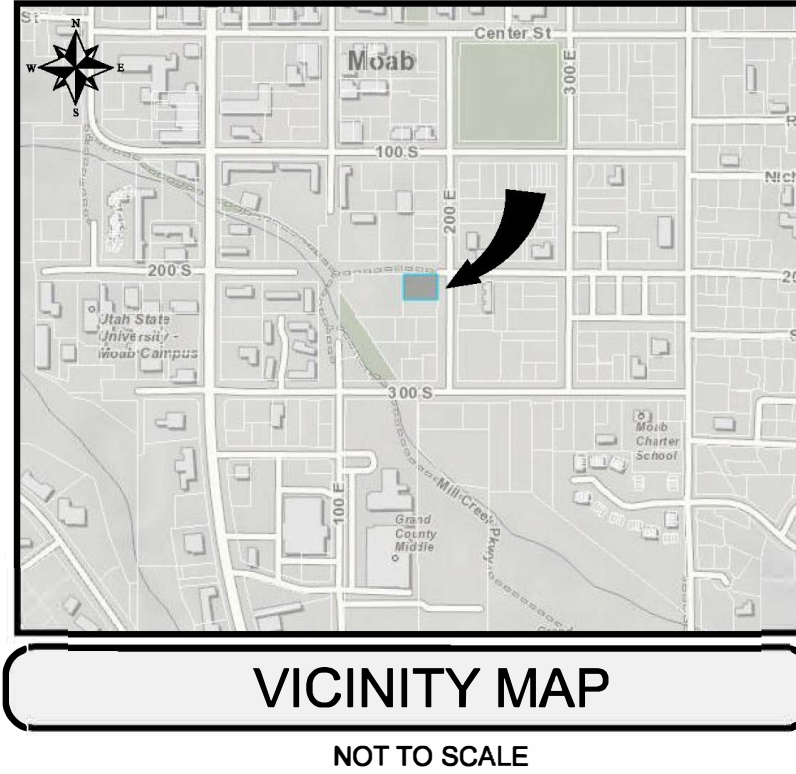 St
N
W
E
S
Center St
Moab
300 E
100 S
200 E
200 S
Utah State
University -
Moab Campus
300 S
Moab
Charter
School
100 E
Mill Creek Pkwy
Grand
County
Middle
VICINITY MAP
NOT TO SCALE